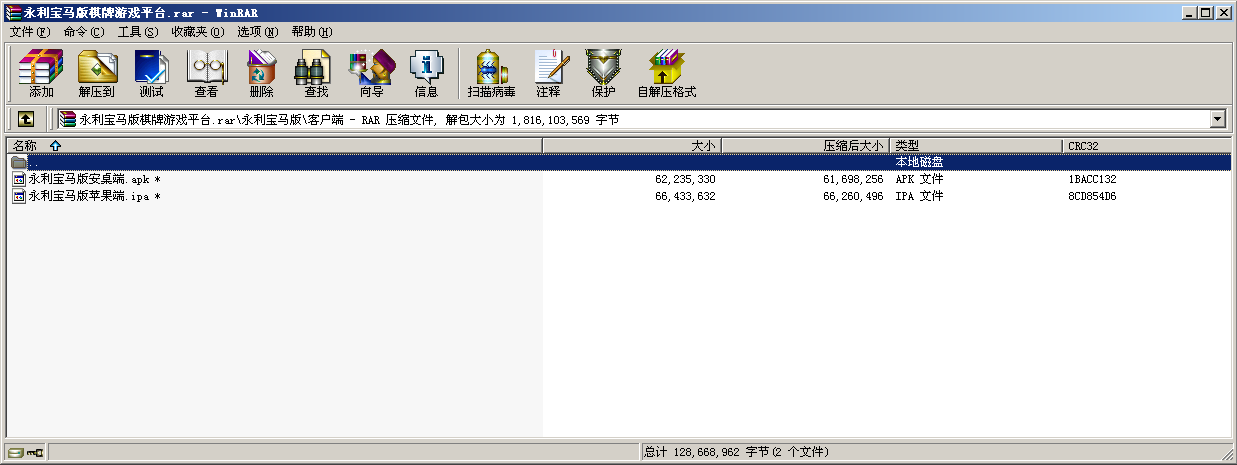 永利宝马版棋牌游戏平台.rar - WinRAR
文件(F) 命令(C) 工具(S) 收藏夹(O) 选项(N) 帮助(H)
添加 解压到 测试 查看 删除 查找 向导 信息 扫描病毒 注释 保护 自解压格式
永利宝马版棋牌游戏平台.rar\永利宝马版\客户端 - RAR 压缩文件, 解包大小为 1,816,103,569 字节
名称 大小 压缩后大小 类型 CRC32
.. 本地磁盘
永利宝马版安桌端.apk * 62,235,330 61,698,256 APK 文件 1BACC132
永利宝马版苹果端.ipa * 66,433,632 66,260,496 IPA 文件 8CD854D6
总计 128,668,962 字节(2 个文件)